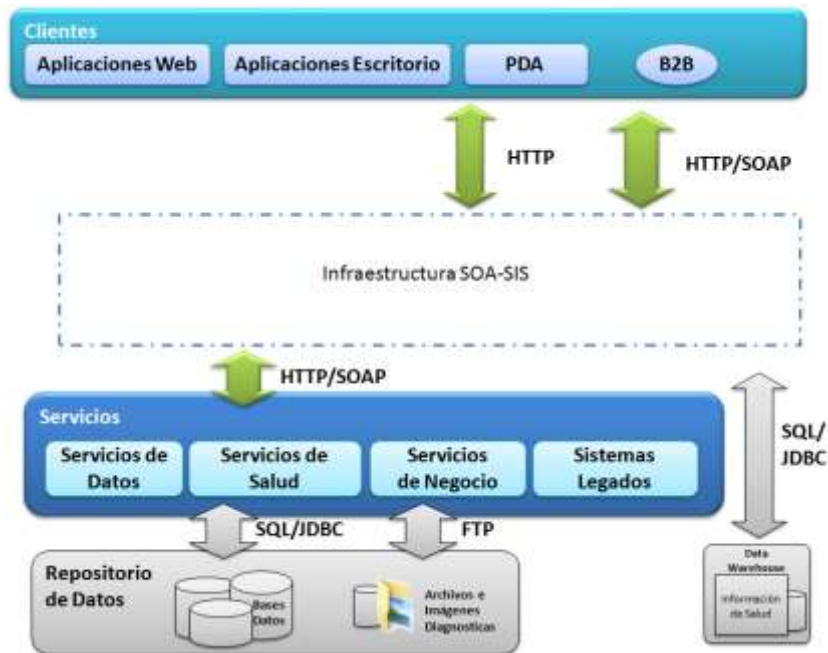 Clientes
Aplicaciones Web
Aplicaciones Escritorio
PDA
B2B
HTTP
HTTP/SOAP
Infraestructura SOA-SIS
HTTP/SOAP
Servicios
Servicios de
Datos
Servicios de
Salud
Servicios
de Negocio
Sistemas
Legados
SQL/
JDBC
SQL/JDBC
FTP
Repositorio
de Datos
Bases
Datos
Archivos e
Imágenes
Diagnosticas
Data
Warehouse
Información
de Salud